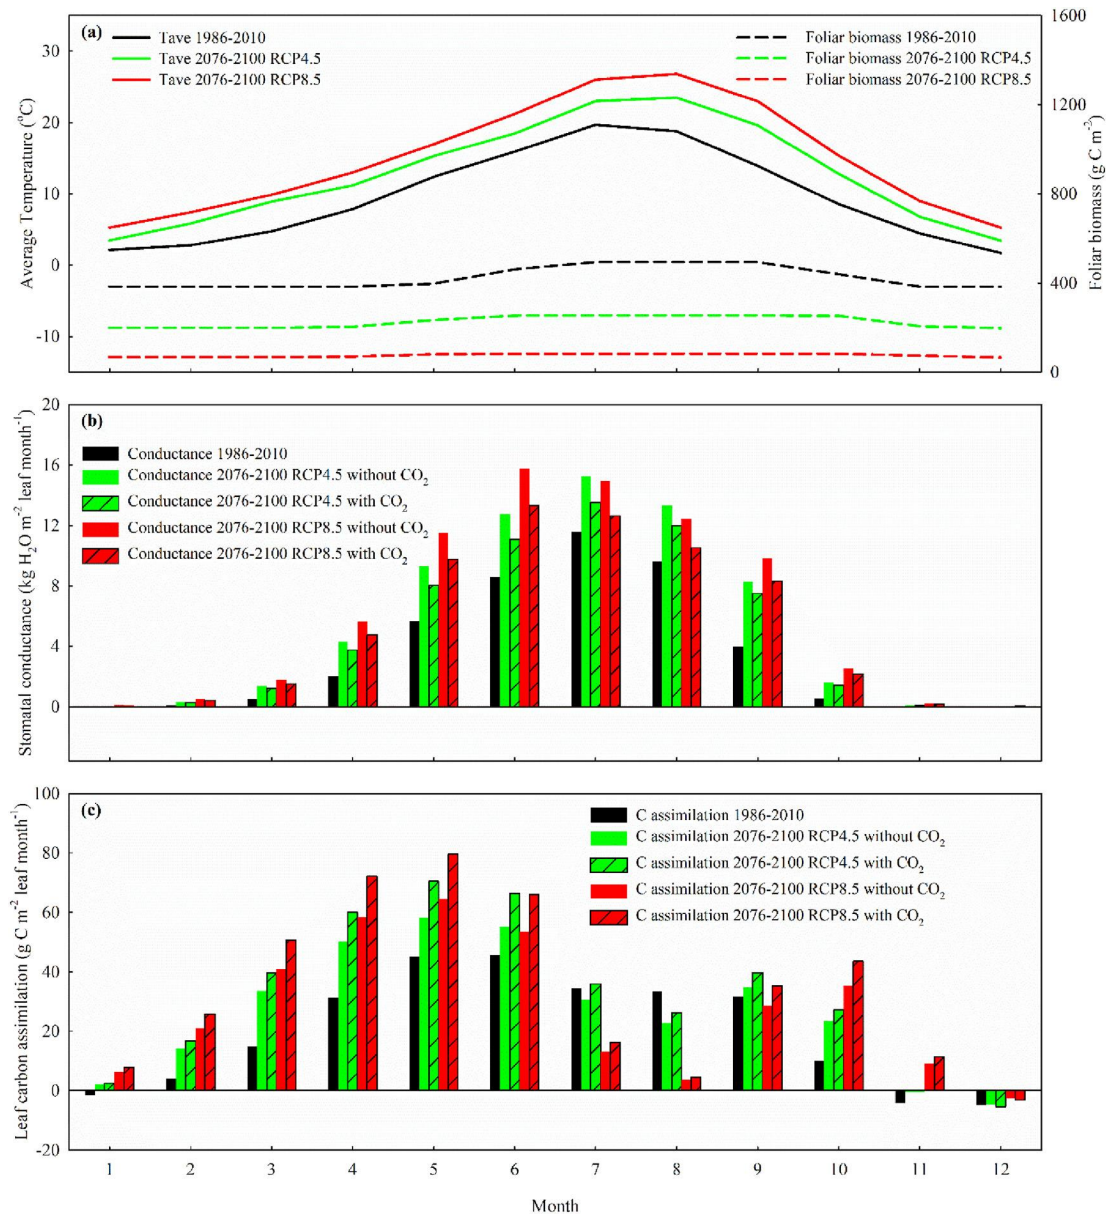 (a)
Tave 1986-2010
Tave 2076-2100 RCP4.5
Tave 2076-2100 RCP8.5
Foliar biomass 1986-2010
Foliar biomass 2076-2100 RCP4.5
Foliar biomass 2076-2100 RCP8.5
30
20
10
0
-10
Average Temperature (°C)
1600
1200
800
400
0
Foliar biomass (g C m⁻²)
(b)
Conductance 1986-2010
Conductance 2076-2100 RCP4.5 without CO₂
Conductance 2076-2100 RCP4.5 with CO₂
Conductance 2076-2100 RCP8.5 without CO₂
Conductance 2076-2100 RCP8.5 with CO₂
20
16
12
8
4
0
Stomatal conductance (kg H₂O m⁻² leaf month⁻¹)
(c)
C assimilation 1986-2010
C assimilation 2076-2100 RCP4.5 without CO₂
C assimilation 2076-2100 RCP4.5 with CO₂
C assimilation 2076-2100 RCP8.5 without CO₂
C assimilation 2076-2100 RCP8.5 with CO₂
100
80
60
40
20
0
-20
Leaf carbon assimilation (g C m⁻² leaf month⁻¹)
1 2 3 4 5 6 7 8 9 10 11 12
Month